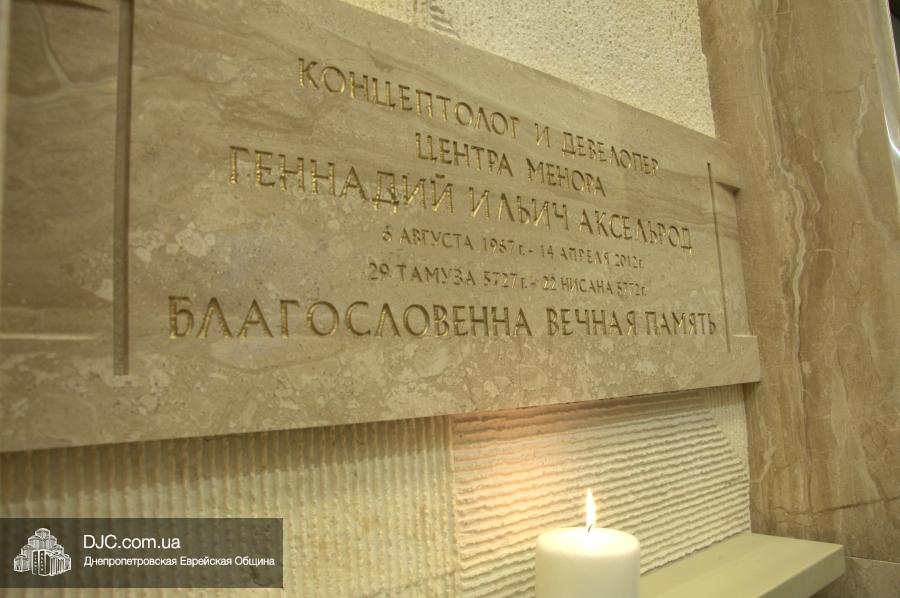 КОНЦЕПТОЛОГ И ДЕВЕЛОПЕР
ЦЕНТРА МЕНОРА
ГЕННАДИЙ ИЛЬИЧ АКСЕЛЬРОД
6 АВГУСТА 1967 г. - 14 АПРЕЛЯ 2012 г.
29 ТАМУЗА 5727 г. - 22 НИСАНА 5772 г.
БЛАГОСЛОВЕННА ВЕЧНАЯ ПАМЯТЬ
DJC.com.ua
Днепропетровская Еврейская Община